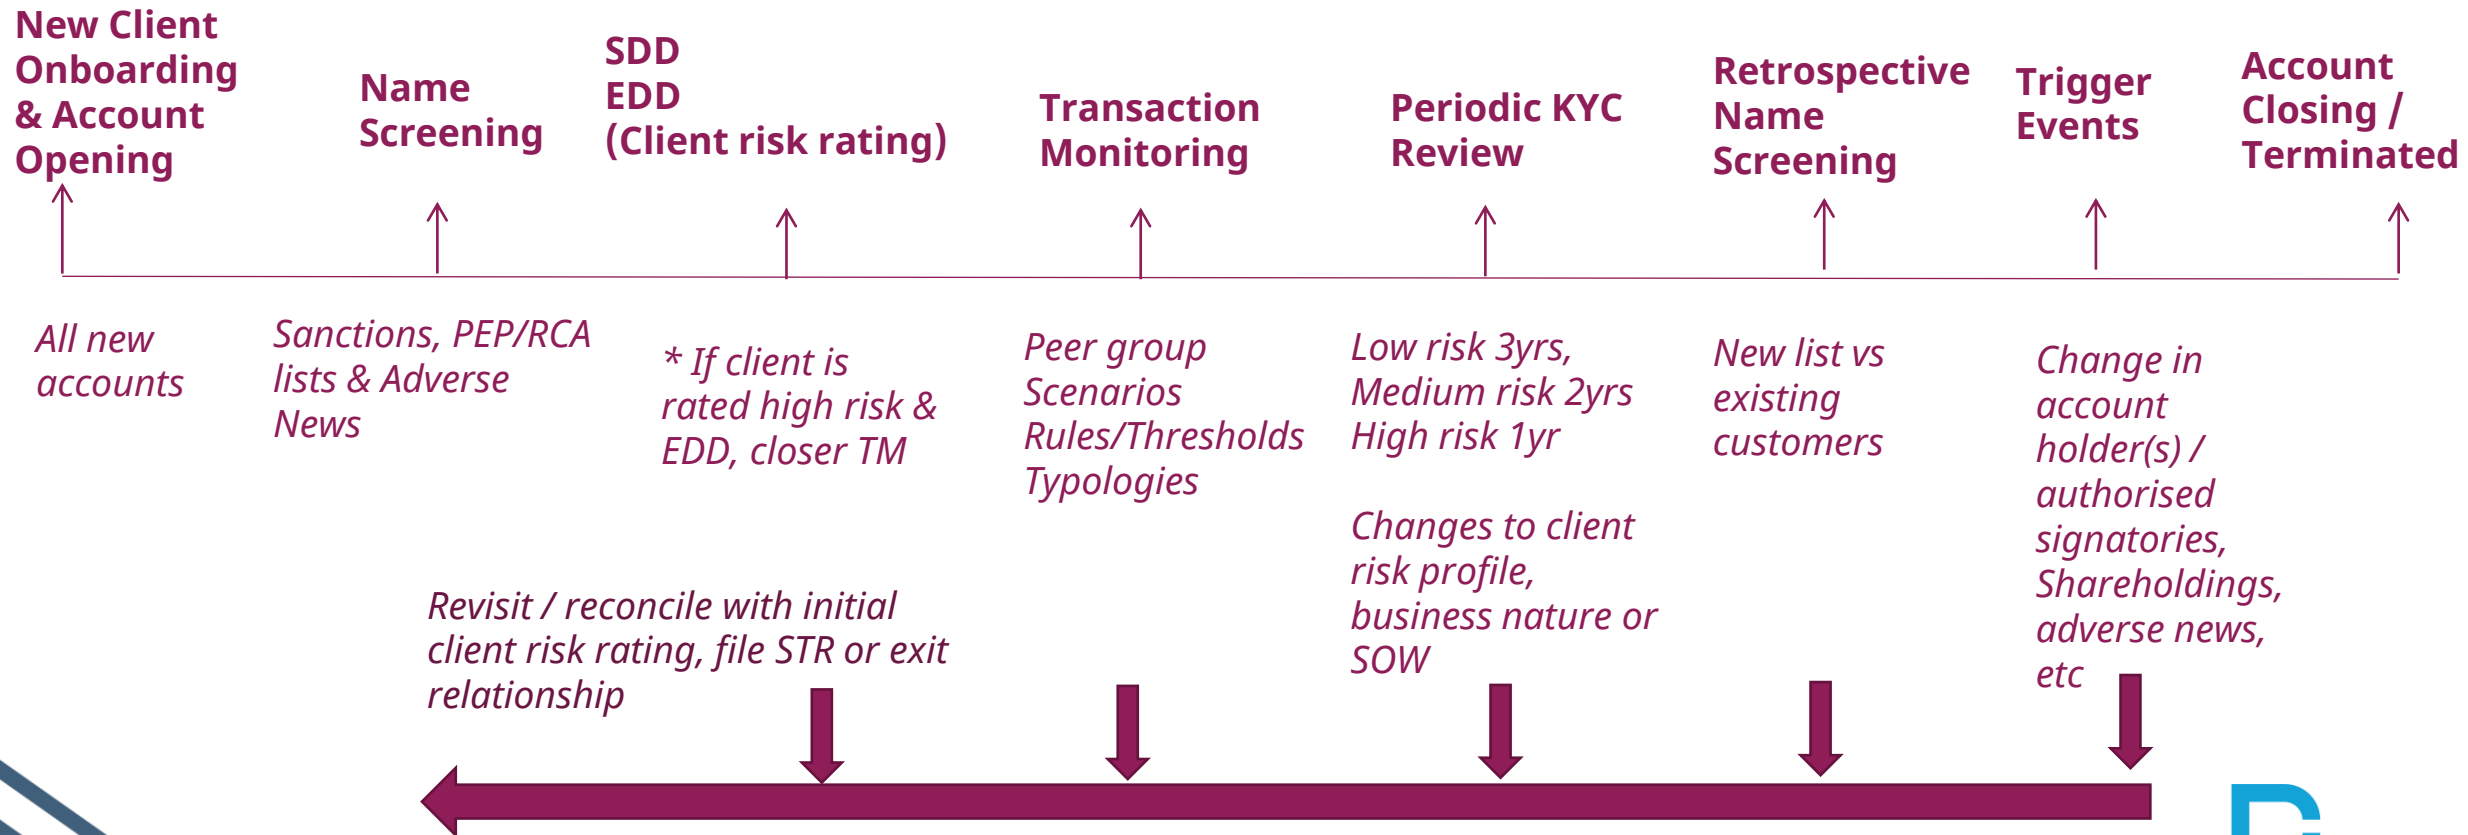 New Client
Onboarding
& Account
Opening
Name
Screening
SDD
EDD
(Client risk rating)
Transaction
Monitoring
Periodic KYC
Review
Retrospective
Name
Screening
Trigger
Events
Account
Closing /
Terminated
All new
accounts
Sanctions, PEP/RCA
lists & Adverse
News
* If client is
rated high risk &
EDD, closer TM
Peer group
Scenarios
Rules/Thresholds
Typologies
Low risk 3yrs,
Medium risk 2yrs
High risk 1yr
Changes to client
risk profile,
business nature or
SOW
New list vs
existing
customers
Change in
account
holder(s) /
authorised
signatories,
Shareholdings,
adverse news,
etc
Revisit / reconcile with initial
client risk rating, file STR or exit
relationship